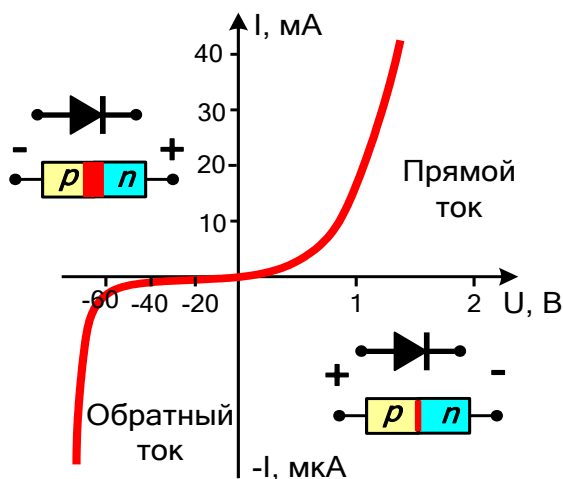 I, мА
40
30
20
10
- +
p n
Прямой
ток
-60 -40 -20 1 2 U, В
+ -
p n
Обратный
ток
-I, мкА